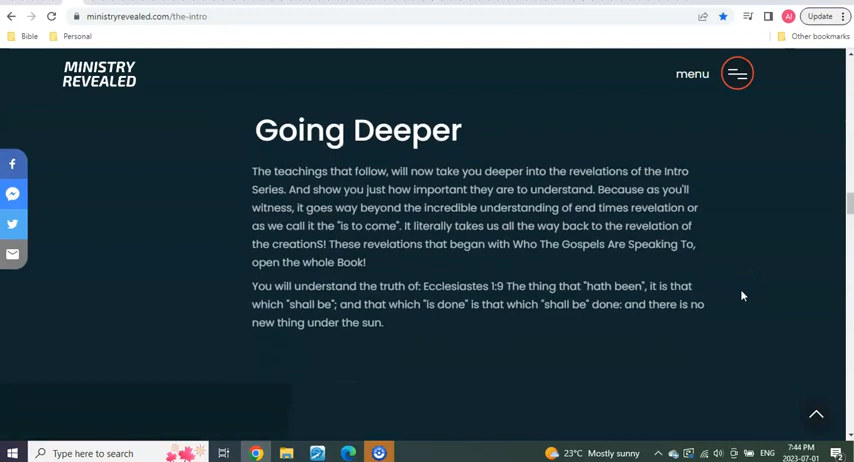 ministryrevealed.com/the-intro
AI
Update
Bible
Personal
Other bookmarks
MINISTRY
REVEALED
menu
Going Deeper
The teachings that follow, will now take you deeper into the revelations of the Intro
Series. And show you just how important they are to understand. Because as you'll
witness, it goes way beyond the incredible understanding of end times revelation or
as we call it the "is to come". It literally takes us all the way back to the revelation of
the creationS! These revelations that began with Who The Gospels Are Speaking To,
open the whole Book!
You will understand the truth of: Ecclesiastes 1:9 The thing that "hath been", it is that
which "shall be"; and that which "is done" is that which "shall be" done: and there is no
new thing under the sun.
Type here to search
23°C Mostly sunny
ENG
7:44 PM
2023-07-01
2